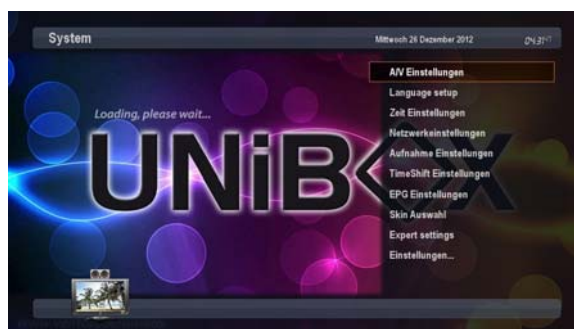 System
Mittwoch 26 Dezember 2012
Loading, please wait...
UNiBOX
A/V Einstellungen
Language setup
Zeit Einstellungen
Netzwerkeinstellungen
Aufnahme Einstellungen
TimeShift Einstellungen
EPG Einstellungen
Skin Auswahl
Expert settings
Einstellungen...